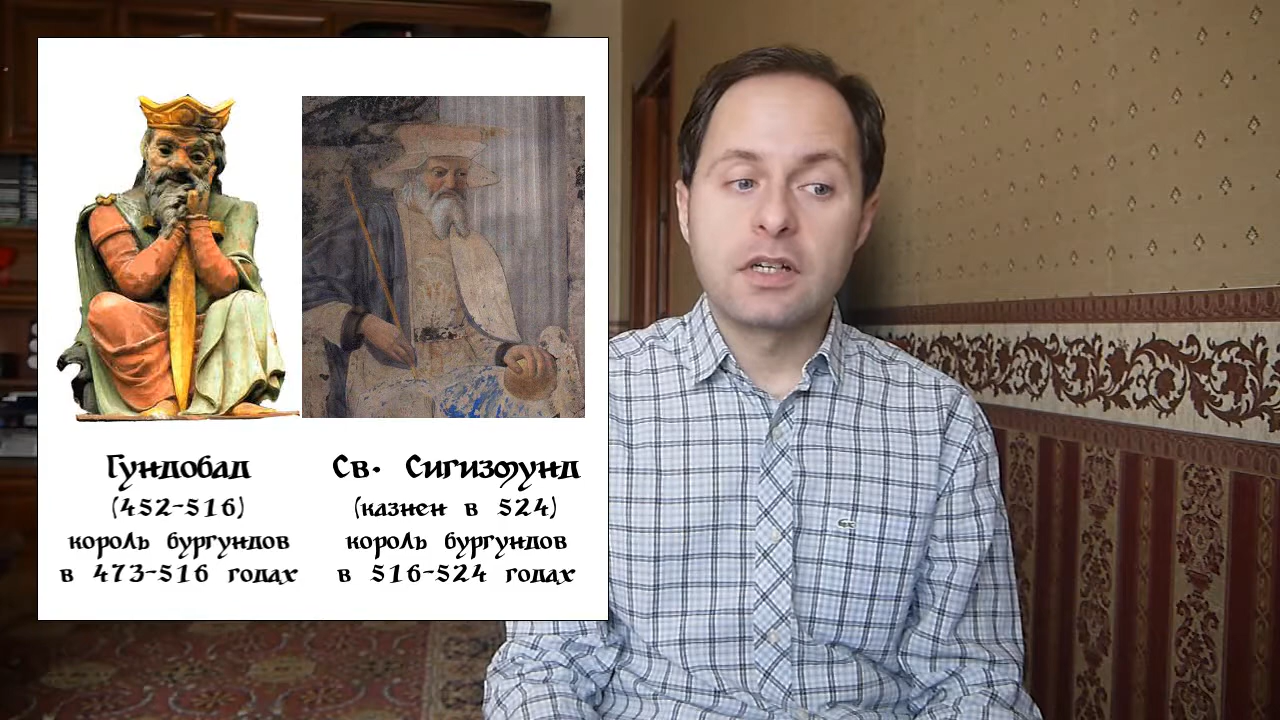 Гундобад
(452-516)
король бургундов
в 473-516 годах
Св. Сигизмунд
(казнен в 524)
король бургундов
в 516-524 годах